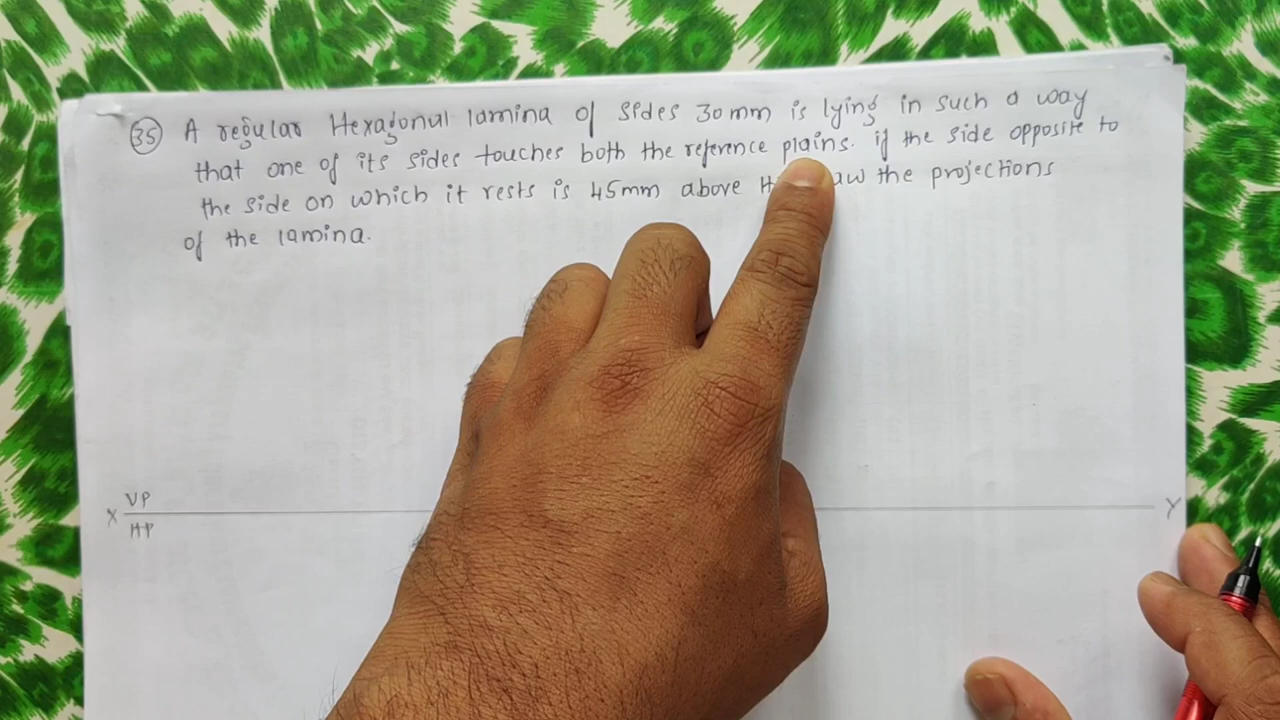 35 A regular Hexagonal lamina of sides 30mm is lying in such a way
that one of its sides touches both the reference plains. if the side opposite to
the side on which it rests is 45mm above the projections
of the lamina.
VP
X Y
HP